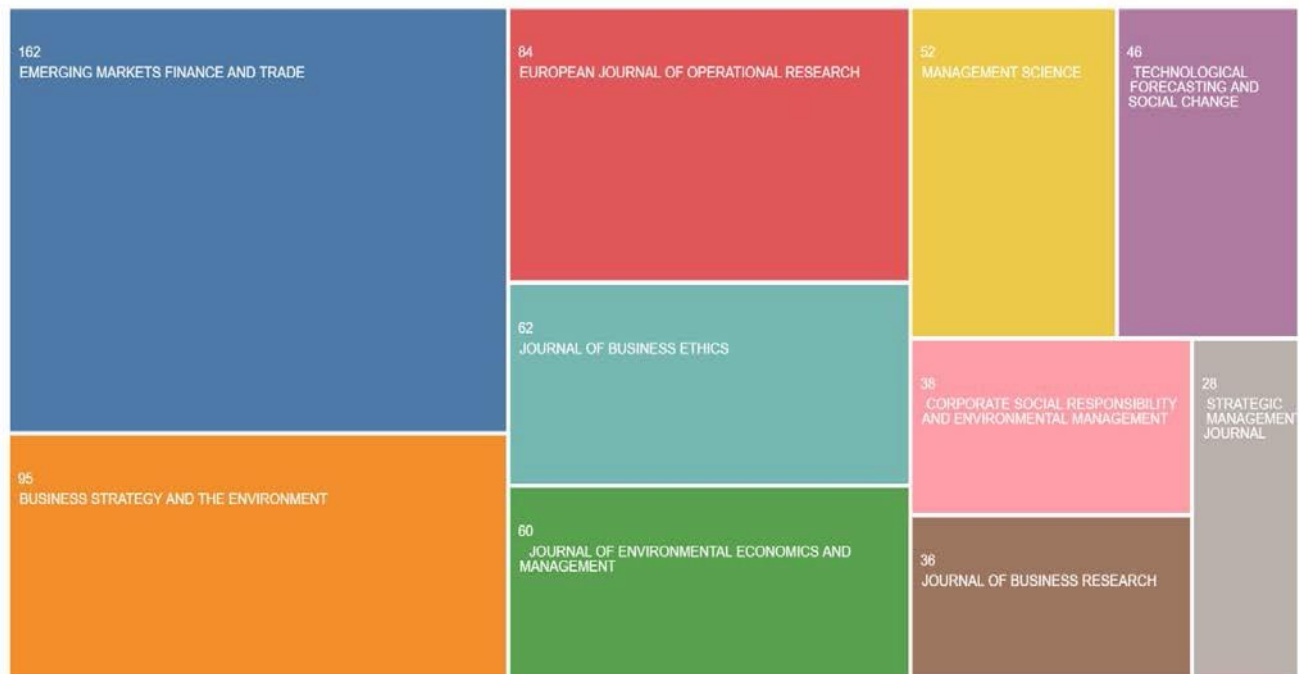 162
EMERGING MARKETS FINANCE AND TRADE
95
BUSINESS STRATEGY AND THE ENVIRONMENT
84
EUROPEAN JOURNAL OF OPERATIONAL RESEARCH
62
JOURNAL OF BUSINESS ETHICS
60
JOURNAL OF ENVIRONMENTAL ECONOMICS AND
MANAGEMENT
52
MANAGEMENT SCIENCE
46
TECHNOLOGICAL
FORECASTING AND
SOCIAL CHANGE
38
CORPORATE SOCIAL RESPONSIBILITY
AND ENVIRONMENTAL MANAGEMENT
36
JOURNAL OF BUSINESS RESEARCH
28
STRATEGIC
MANAGEMENT
JOURNAL